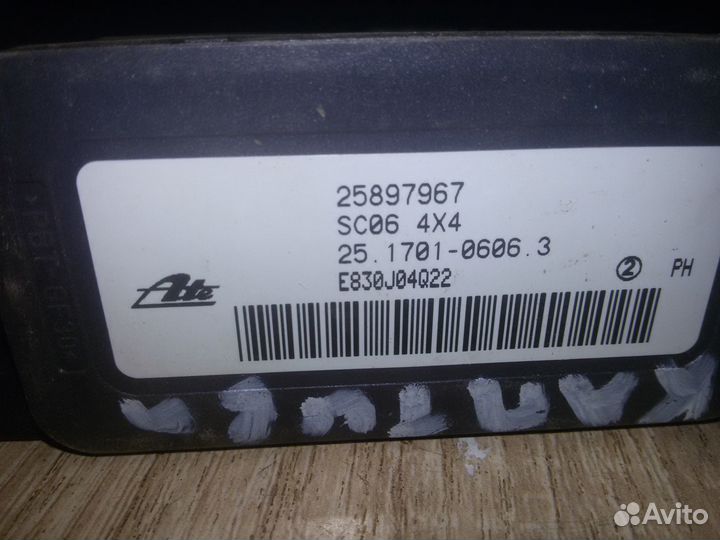 25897967
SC06 4X4
25.1701-0606.3
E830J04Q22
2 PH
Ate
Avito